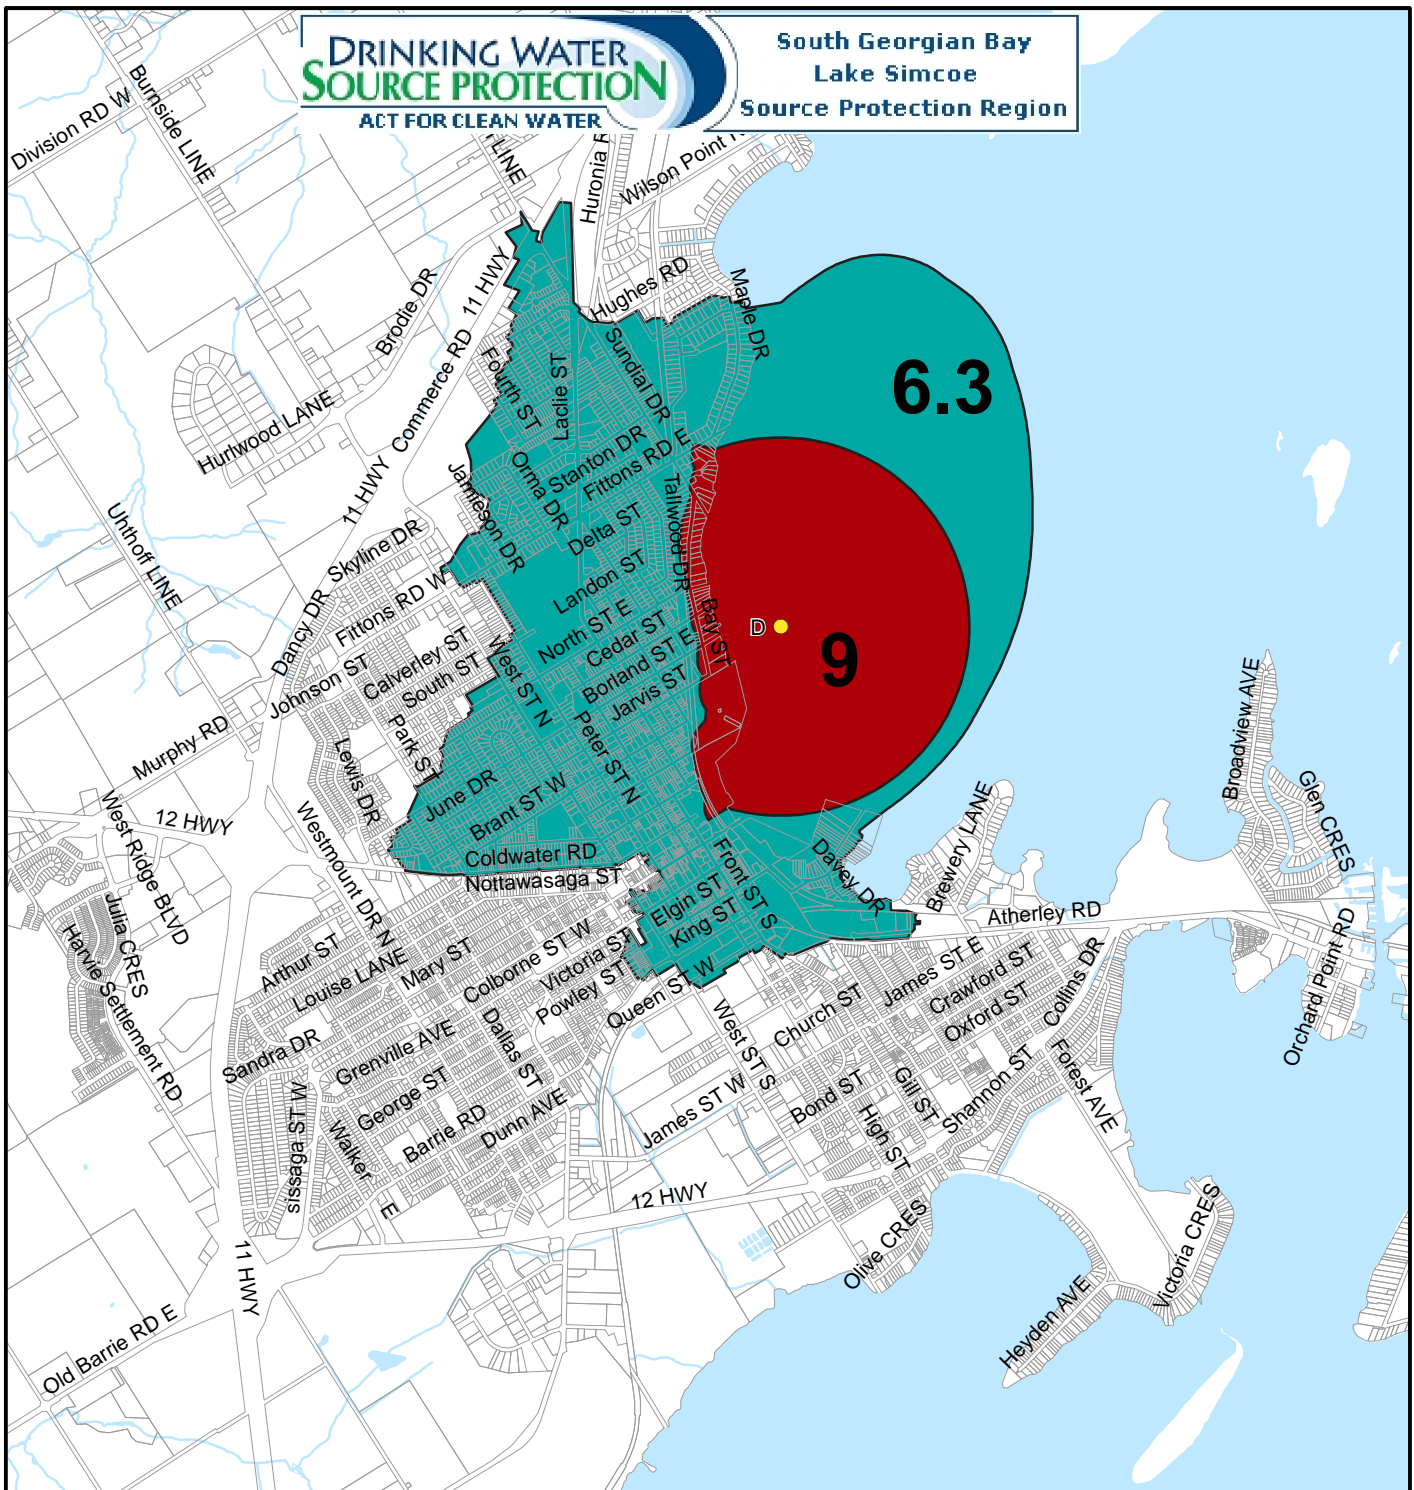 DRINKING WATER
SOURCE PROTECTION
ACT FOR CLEAN WATER
South Georgian Bay
Lake Simcoe
Source Protection Region
Division RD W
Burnside LINE
LINE
Huronia R
Wilson Point
Brodie DR
11 HWY
Commerce RD
11 HWY
Hughes RD
Maple DR
Sundial DR
Laclie ST
Fourth ST
6.3
Hurlwood LANE
Stanton DR
Fittons RD E
Orma DR
Jamieson DR
Tallwood DR
Delta ST
Uhthoff LINE
Skyline DR
Landon ST
Fittons RD W
Dancy DR
North ST E
Cedar ST
Bay ST
D
9
Calverley ST
South ST
Johnson ST
West ST N
Borland ST E
Jarvis ST
Murphy RD
Park ST
Peter ST N
Lewis DR
June DR
Brant ST W
12 HWY
West Ridge BLVD
Westmount DR N
Coldwater RD
Nottawasaga ST
Front ST S
Davey DR
Brewery LANE
Broadview AVE
Glen CRES
Julia CRES
Harvie Settlement RD
Elgin ST
King ST
Atherley RD
Arthur ST
Louise LANE
Mary ST
Colborne ST W
Victoria ST
Powley ST
Queen ST W
James ST E
Crawford ST
Oxford ST
Collins DR
Orchard Point RD
Church ST
West ST S
Sandra DR
Grenville AVE
Dallas ST
George ST
Barrie RD
Dunn AVE
James ST W
Bond ST
Gill ST
High ST
Shannon ST
Forest AVE
sissaga ST W
Walker
E
12 HWY
11 HWY
Olive CRES
Victoria CRES
Heyden AVE
Old Barrie RD E